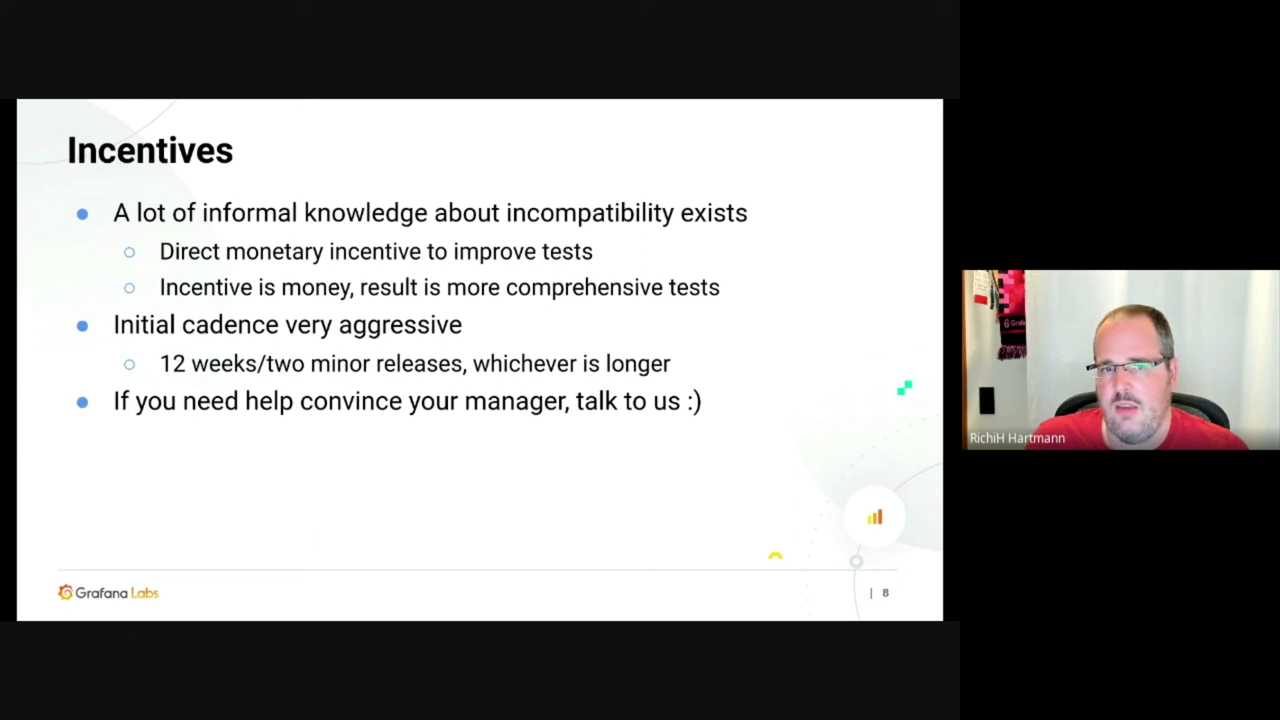 Incentives
A lot of informal knowledge about incompatibility exists
Direct monetary incentive to improve tests
Incentive is money, result is more comprehensive tests
Initial cadence very aggressive
12 weeks/two minor releases, whichever is longer
If you need help convince your manager, talk to us :)
Grafana Labs
| 8
RichiH Hartmann